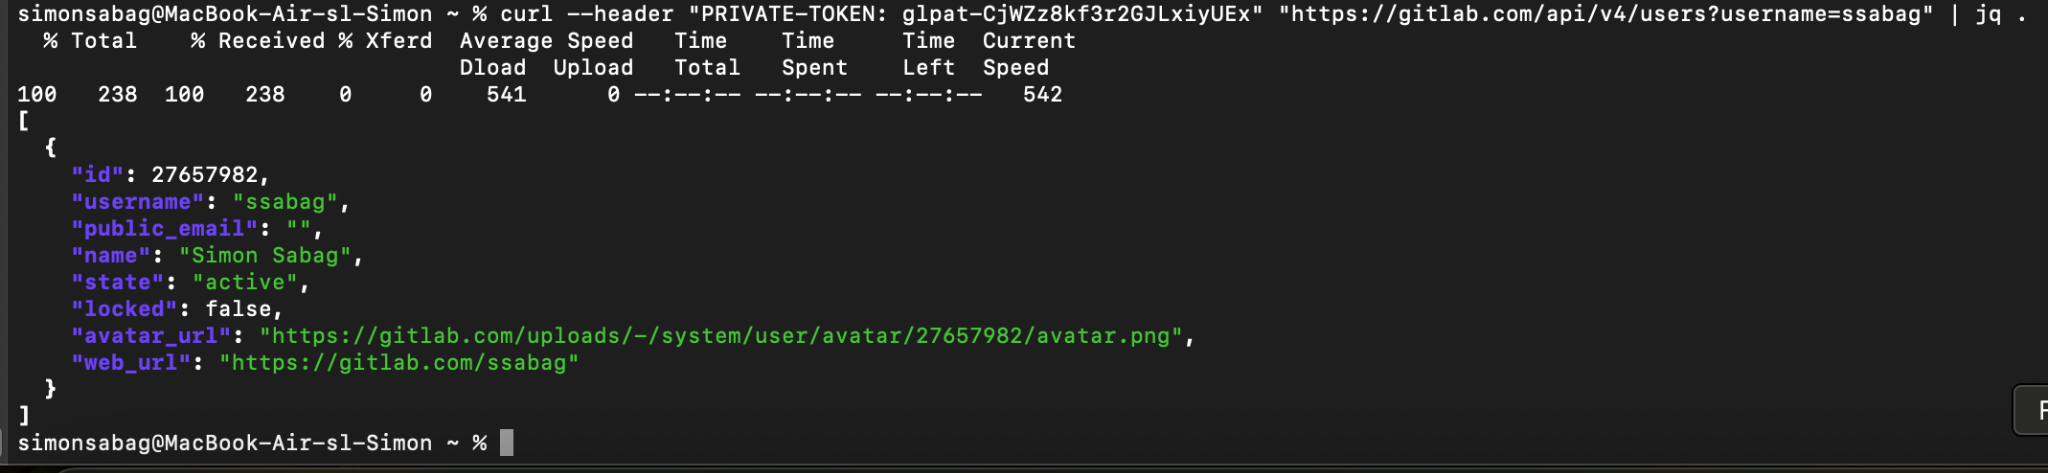 simonsabag@MacBook-Air-sl-Simon ~ % curl --header "PRIVATE-TOKEN: glpat-CjWZz8kf3r2GJLxiyUEx" "https://gitlab.com/api/v4/users?username=ssabag" | jq .
% Total % Received % Xferd Average Speed Time Time Time Current
Dload Upload Total Spent Left Speed
100 238 100 238 0 0 541 0 --:--:-- --:--:-- --:--:-- 542
[
{
"id": 27657982,
"username": "ssabag",
"public_email": "",
"name": "Simon Sabag",
"state": "active",
"locked": false,
"avatar_url": "https://gitlab.com/uploads/-/system/user/avatar/27657982/avatar.png",
"web_url": "https://gitlab.com/ssabag"
}
]
simonsabag@MacBook-Air-sl-Simon ~ %